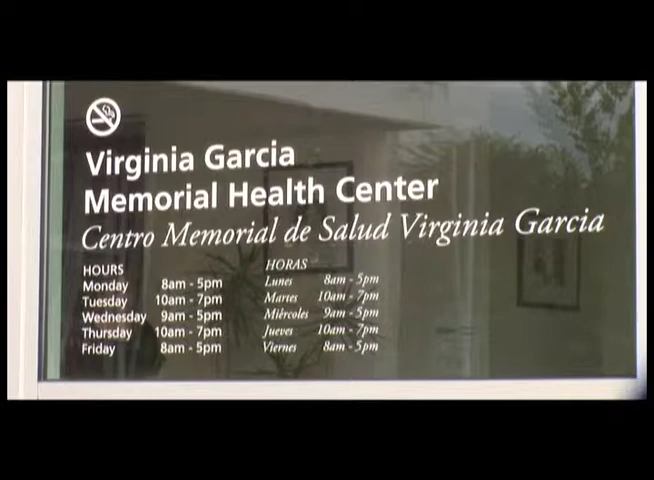 Virginia Garcia
Memorial Health Center
Centro Memorial de Salud Virginia Garcia
HOURS
Monday 8am - 5pm
Tuesday 10am - 7pm
Wednesday 9am - 5pm
Thursday 10am - 7pm
Friday 8am - 5pm
HORAS
Lunes 8am - 5pm
Martes 10am - 7pm
Miércoles 9am - 5pm
Jueves 10am - 7pm
Viernes 8am - 5pm